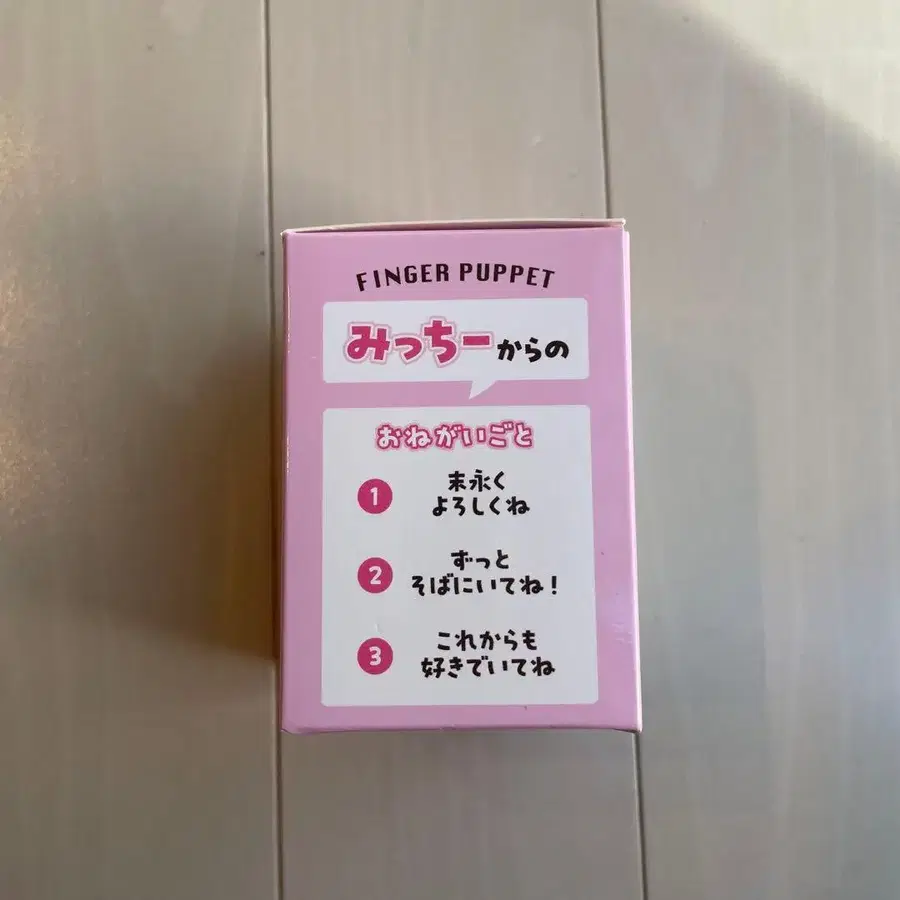 FINGER PUPPET
みっちーからの
おねがいごと
1
末永く
よろしくね
2
ずっと
そばにいてね!
3
これからも
好きでいてね